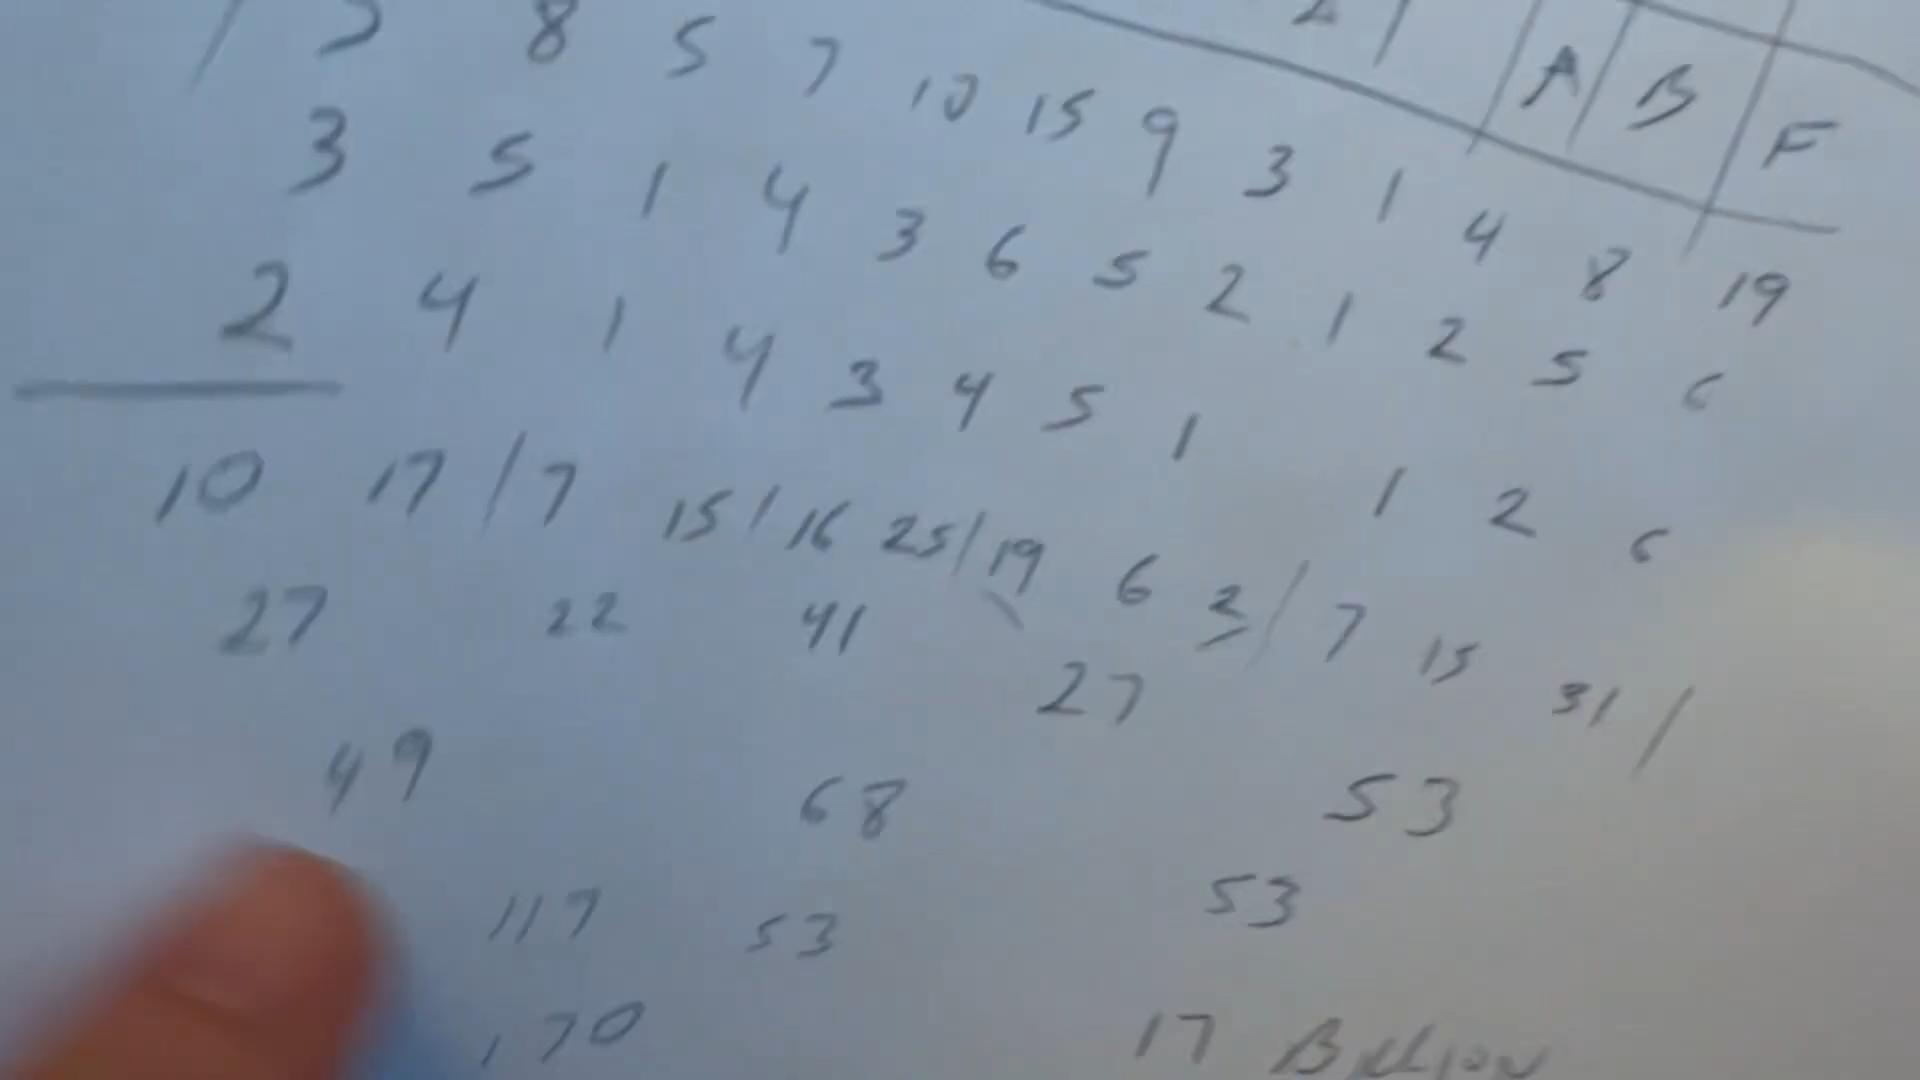 A B F
5 8 5 7 10 15 9 3 1 4 8 19
3 5 1 4 3 6 5 2 1 2 5 6
2 4 1 4 3 4 5 1 1 2 6
10 17 / 7 15 / 16 25 / 19 6 2 / 7 15 31 /
27 22 41 27
49 68 53
117 53 53
170 17 Billion